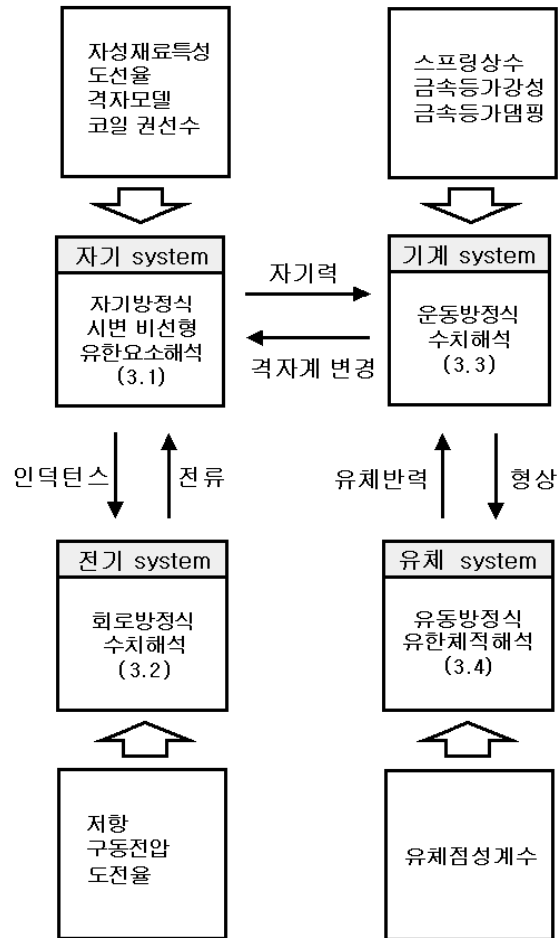 자성재료특성
도선율
격자모델
코일 권선수
스프링상수
금속등가강성
금속등가댐핑
자기 system
자기방정식
시변 비선형
유한요소해석
(3.1)
자기력
격자계 변경
기계 system
운동방정식
수치해석
(3.3)
인덕턴스
전류
유체반력
형상
전기 system
회로방정식
수치해석
(3.2)
유체 system
유동방정식
유한체적해석
(3.4)
저항
구동전압
도전율
유체점성계수